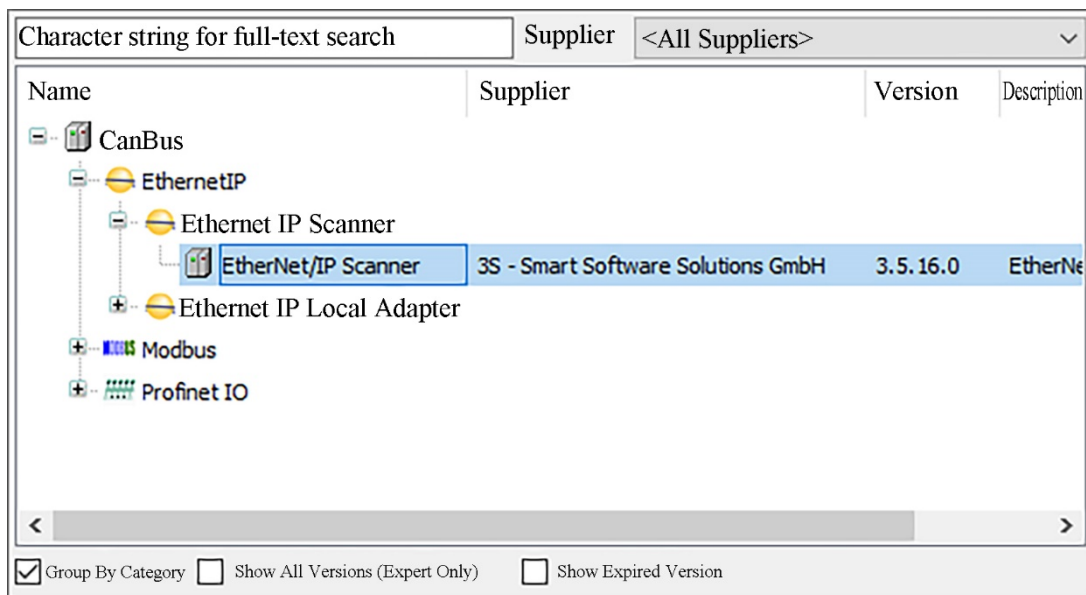 Character string for full-text search Supplier <All Suppliers>
Name Supplier Version Description
CanBus
EthernetIP
Ethernet IP Scanner
EtherNet/IP Scanner 3S - Smart Software Solutions GmbH 3.5.16.0 EtherNe
Ethernet IP Local Adapter
MODBUS Modbus
Profinet IO
Group By Category Show All Versions (Expert Only) Show Expired Version